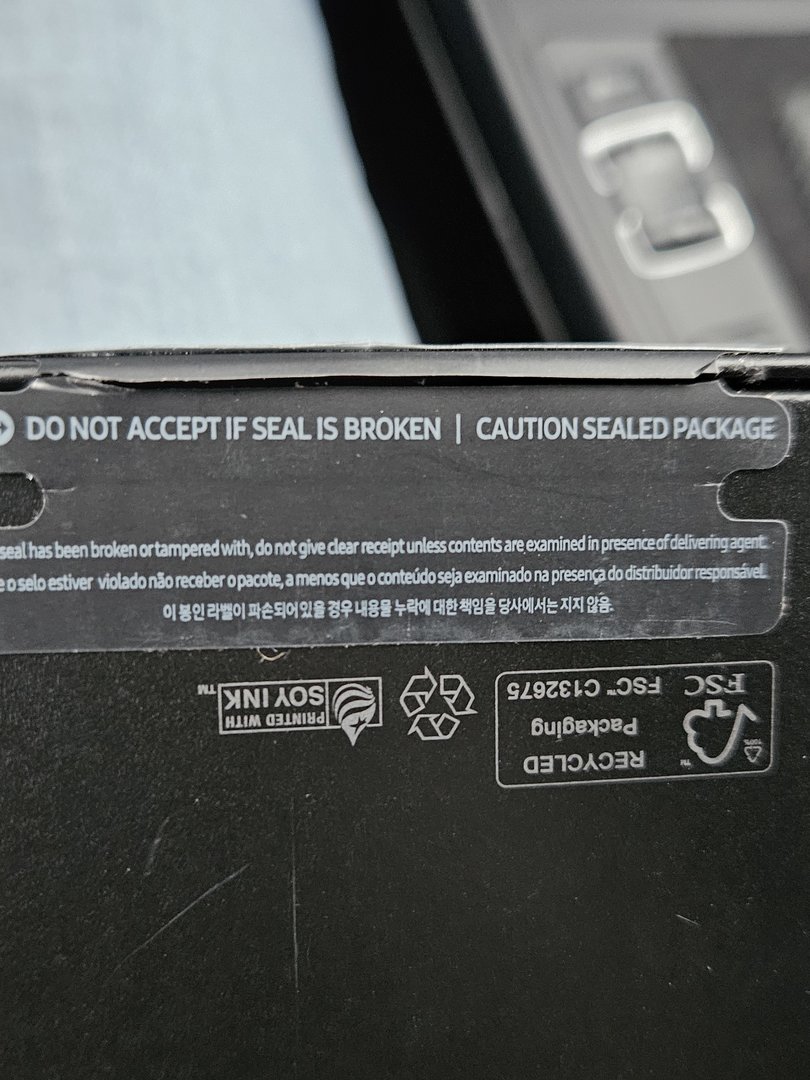 DO NOT ACCEPT IF SEAL IS BROKEN | CAUTION SEALED PACKAGE
seal has been broken or tampered with, do not give clear receipt unless contents are examined in presence of delivering agent.
e o selo estiver violado não receber o pacote, a menos que o conteúdo seja examinado na presença do distribuidor responsável.
이 봉인 라벨이 파손되어 있을 경우 내용물 누락에 대한 책임을 당사에서는 지지 않음.
FSC
FSC™ C132675
RECYCLED
Packaging
100%
™
PRINTED WITH
SOY INK™